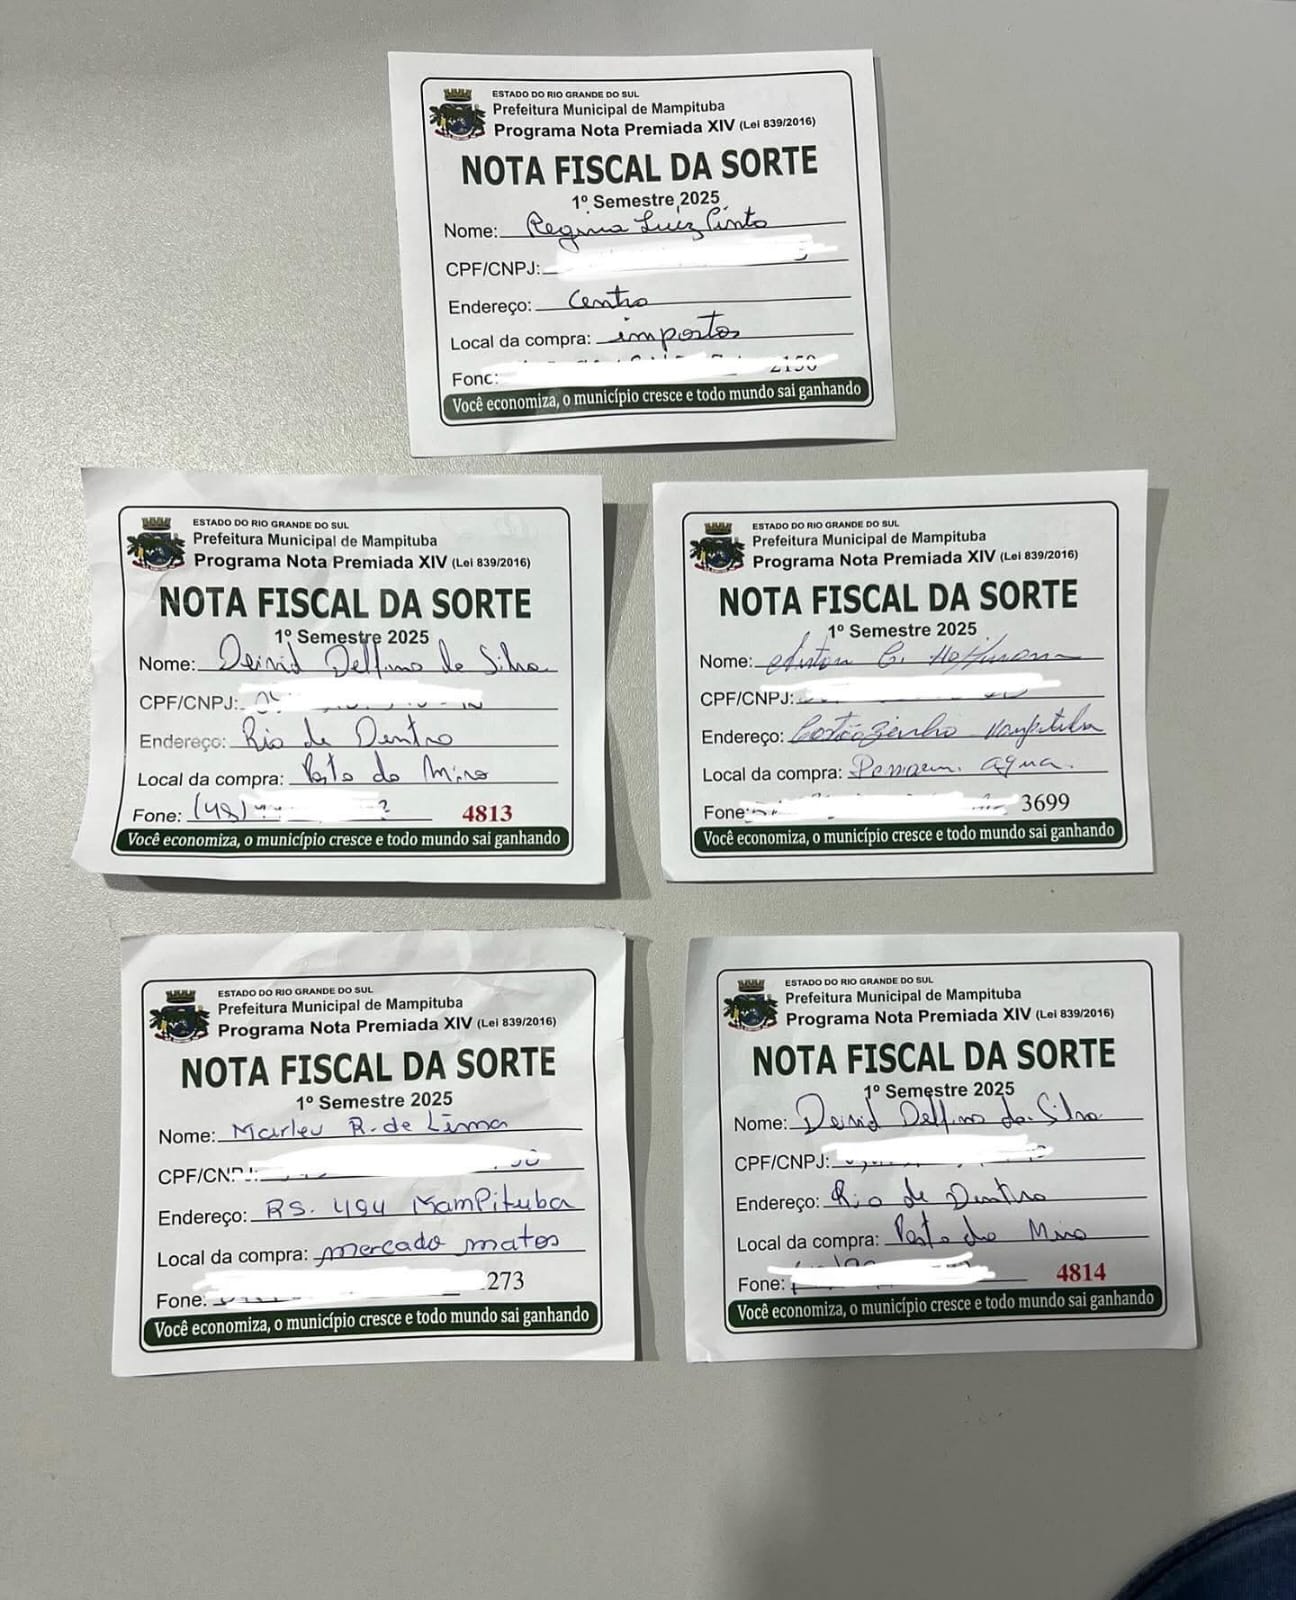 ESTADO DO RIO GRANDE DO SUL
Prefeitura Municipal de Mampituba
Programa Nota Premiada XIV (Lei 839/2016)
NOTA FISCAL DA SORTE
1º Semestre 2025
Nome: Regina Luiz Pinto
CPF/CNPJ:
Endereço: Centro
Local da compra: impostos
Fone: 2150
Você economiza, o município cresce e todo mundo sai ganhando
ESTADO DO RIO GRANDE DO SUL
Prefeitura Municipal de Mampituba
Programa Nota Premiada XIV (Lei 839/2016)
NOTA FISCAL DA SORTE
1º Semestre 2025
Nome: Deivid Delfino da Silva
CPF/CNPJ:
Endereço: Rio de Dentro
Local da compra: Posto do Miro
Fone: (48) 4813
Você economiza, o município cresce e todo mundo sai ganhando
ESTADO DO RIO GRANDE DO SUL
Prefeitura Municipal de Mampituba
Programa Nota Premiada XIV (Lei 839/2016)
NOTA FISCAL DA SORTE
1º Semestre 2025
Nome:
CPF/CNPJ:
Endereço: Mampituba
Local da compra: agua.
Fone: 3699
Você economiza, o município cresce e todo mundo sai ganhando
ESTADO DO RIO GRANDE DO SUL
Prefeitura Municipal de Mampituba
Programa Nota Premiada XIV (Lei 839/2016)
NOTA FISCAL DA SORTE
1º Semestre 2025
Nome: Marleu R. de Lima
CPF/CNPJ:
Endereço: RS. 494 Mampituba
Local da compra: mercado matos
Fone: 273
Você economiza, o município cresce e todo mundo sai ganhando
ESTADO DO RIO GRANDE DO SUL
Prefeitura Municipal de Mampituba
Programa Nota Premiada XIV (Lei 839/2016)
NOTA FISCAL DA SORTE
1º Semestre 2025
Nome: Deivid Delfino da Silva
CPF/CNPJ:
Endereço: Rio de Dentro
Local da compra: Posto do Miro
Fone: 4814
Você economiza, o município cresce e todo mundo sai ganhando